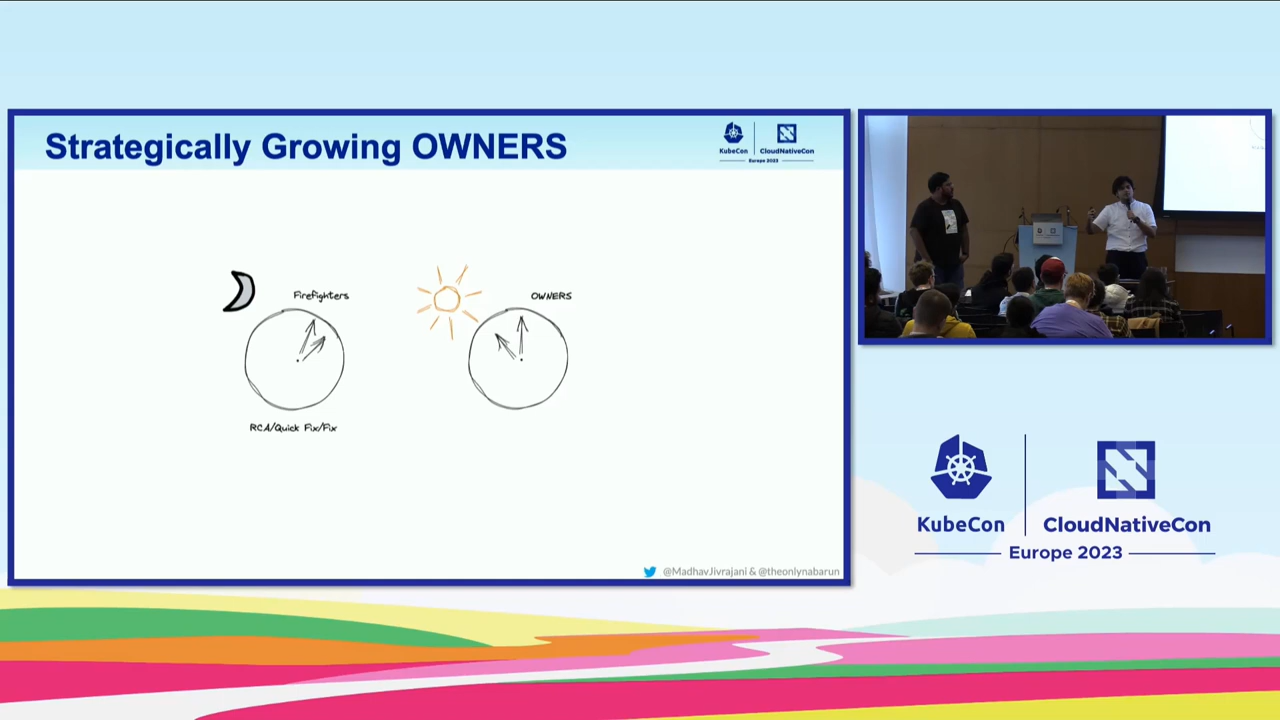 Strategically Growing OWNERS
KubeCon
CloudNativeCon
Europe 2023
Firefighters
OWNERS
RCA/Quick Fix/Fix
@MadhavJivrajani & @theonlynabarun
KubeCon
CloudNativeCon
Europe 2023